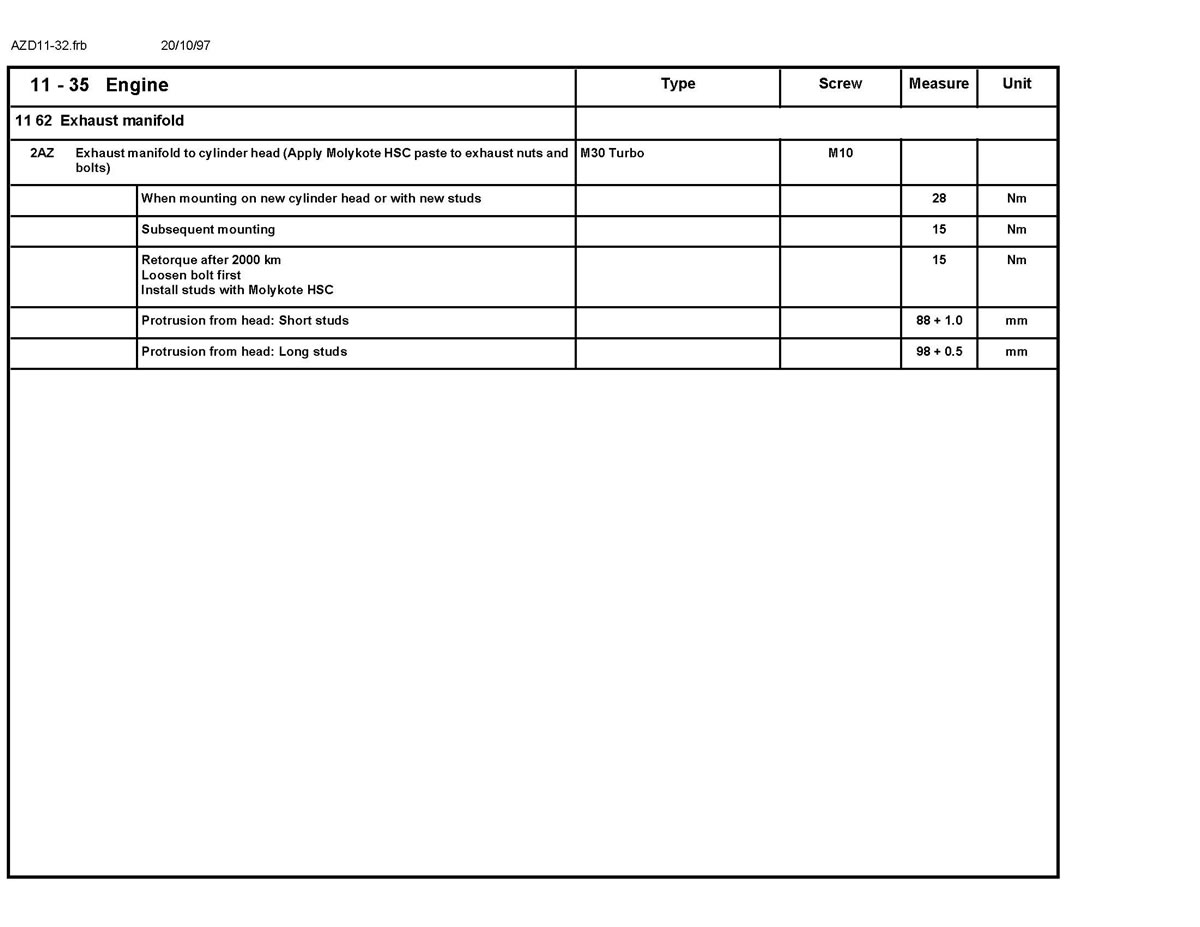 AZD11-32.frb 20/10/97
11 - 35 Engine Type Screw Measure Unit
11 62 Exhaust manifold
2AZ Exhaust manifold to cylinder head (Apply Molykote HSC paste to exhaust nuts and M30 Turbo M10
bolts)
When mounting on new cylinder head or with new studs 28 Nm
Subsequent mounting 15 Nm
Retorque after 2000 km 15 Nm
Loosen bolt first
Install studs with Molykote HSC
Protrusion from head: Short studs 88 + 1.0 mm
Protrusion from head: Long studs 98 + 0.5 mm